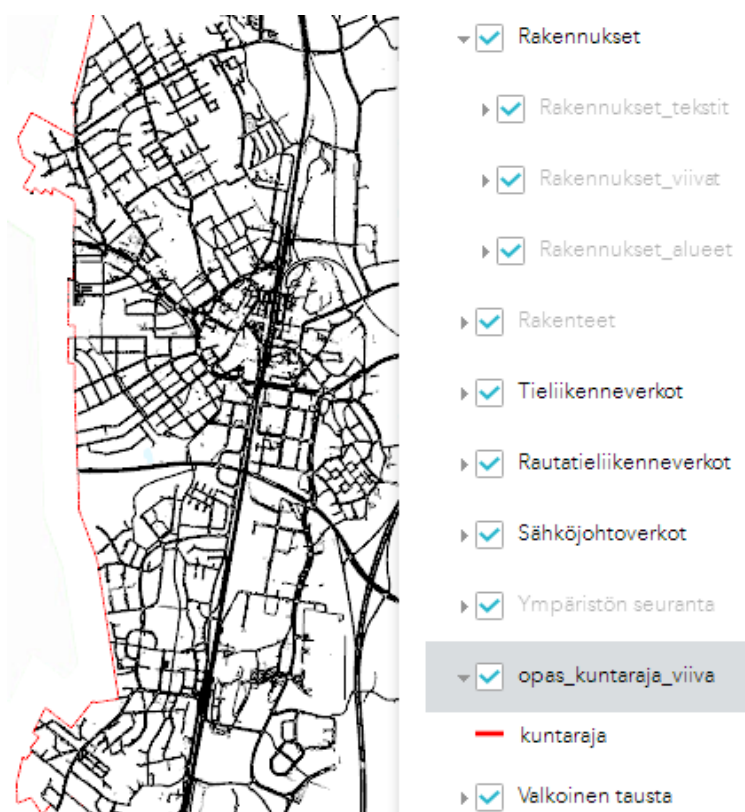 Rakennukset
Rakennukset_tekstit
Rakennukset_viivat
Rakennukset_alueet
Rakenteet
Tieliikenneverkot
Rautatieliikenneverkot
Sähköjohtoverkot
Ympäristön seuranta
opas_kuntaraja_viiva
kuntaraja
Valkoinen tausta